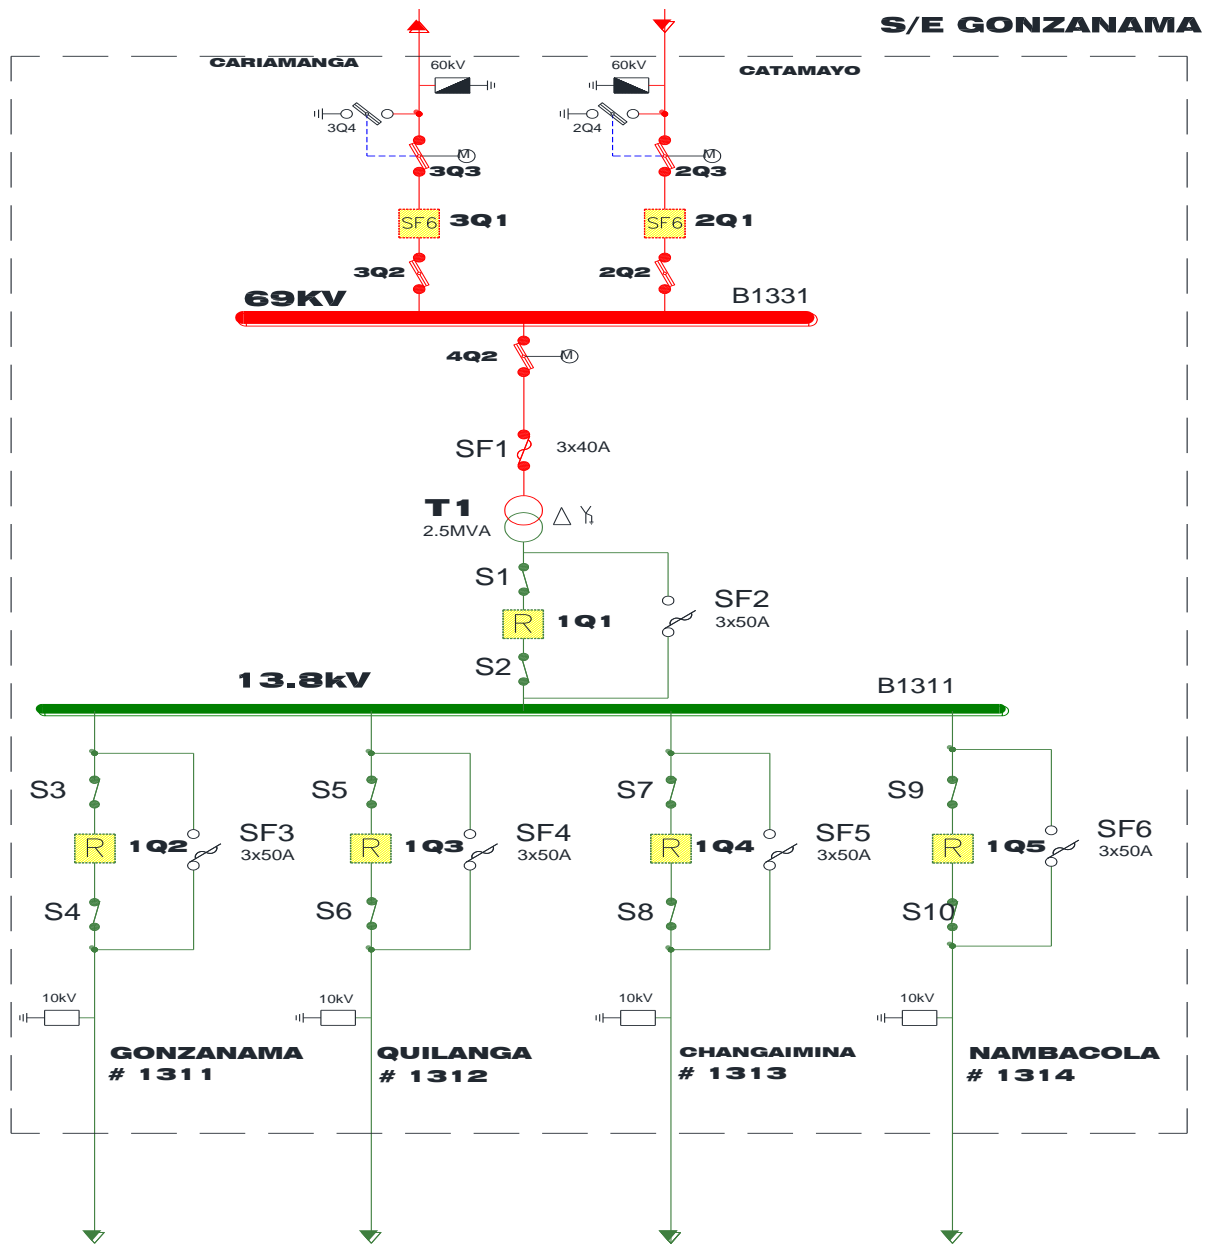 S/E GONZANAMA
CARIAMANGA
60kV
60kV
CATAMAYO
3Q4
2Q4
M
M
3Q3
2Q3
SF6
3Q1
SF6
2Q1
3Q2
2Q2
69KV
B1331
4Q2
M
SF1
3x40A
T1
2.5MVA
S1
SF2
3x50A
R
1Q1
S2
13.8kV
B1311
S3
S5
S7
S9
R
1Q2
SF3
3x50A
R
1Q3
SF4
3x50A
R
1Q4
SF5
3x50A
R
1Q5
SF6
3x50A
S4
S6
S8
S10
10kV
10kV
10kV
10kV
GONZANAMA
# 1311
QUILANGA
# 1312
CHANGAIMINA
# 1313
NAMBACOLA
# 1314